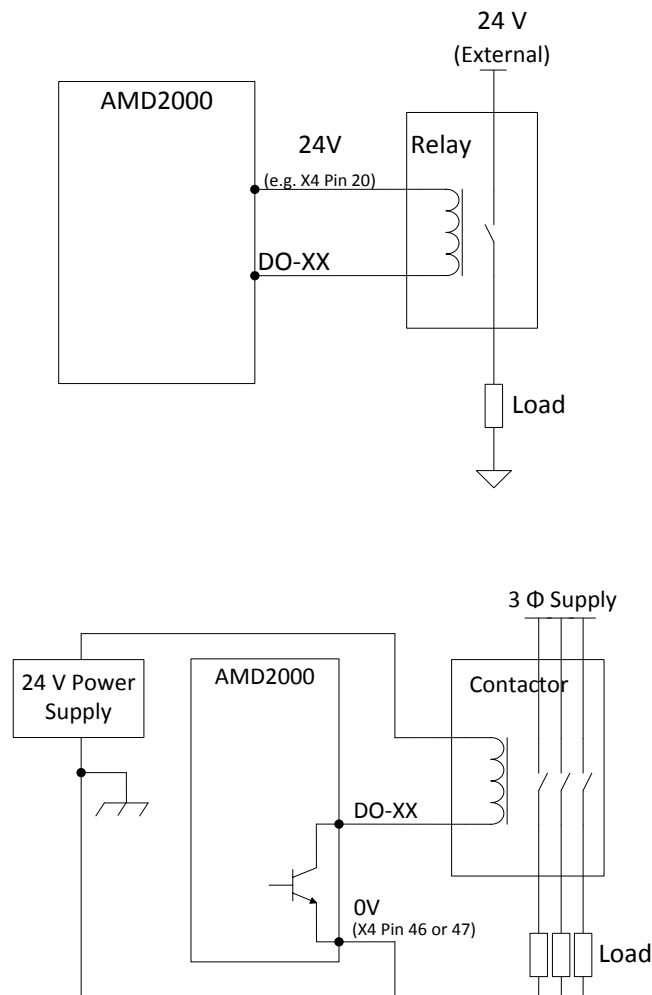 24 V
(External)
AMD2000
24V
Relay
(e.g. X4 Pin 20)
DO-XX
Load
3 Φ Supply
24 V Power
Supply
AMD2000
Contactor
DO-XX
0V
(X4 Pin 46 or 47)
Load